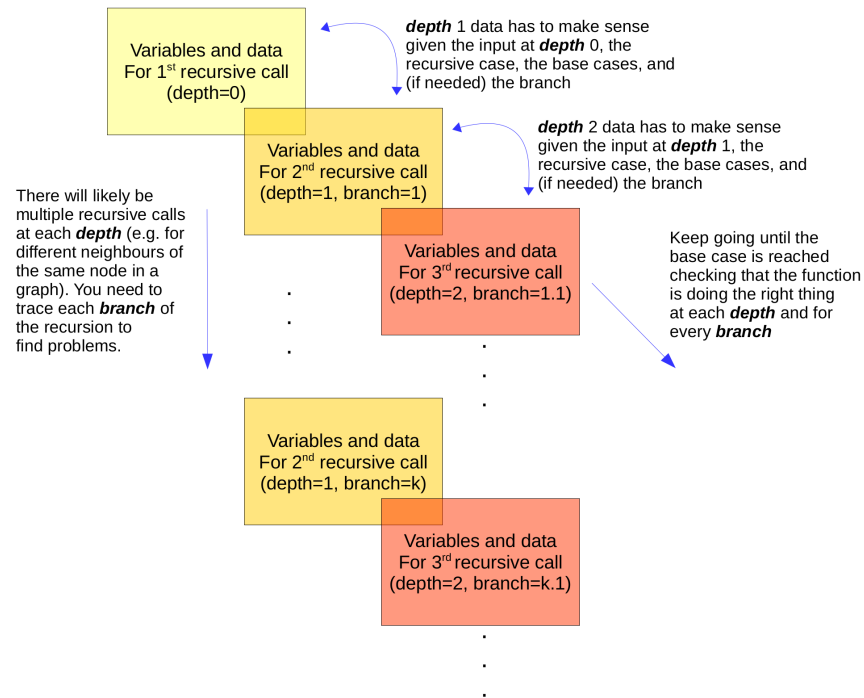 Variables and data
For 1st recursive call
(depth=0)
depth 1 data has to make sense
given the input at depth 0, the
recursive case, the base cases, and
(if needed) the branch
Variables and data
For 2nd recursive call
(depth=1, branch=1)
depth 2 data has to make sense
given the input at depth 1, the
recursive case, the base cases, and
(if needed) the branch
There will likely be
multiple recursive calls
at each depth (e.g. for
different neighbours of
the same node in a
graph). You need to
trace each branch of
the recursion to
find problems.
Variables and data
For 3rd recursive call
(depth=2, branch=1.1)
Keep going until the
base case is reached
checking that the function
is doing the right thing
at each depth and for
every branch
Variables and data
For 2nd recursive call
(depth=1, branch=k)
Variables and data
For 3rd recursive call
(depth=2, branch=k.1)